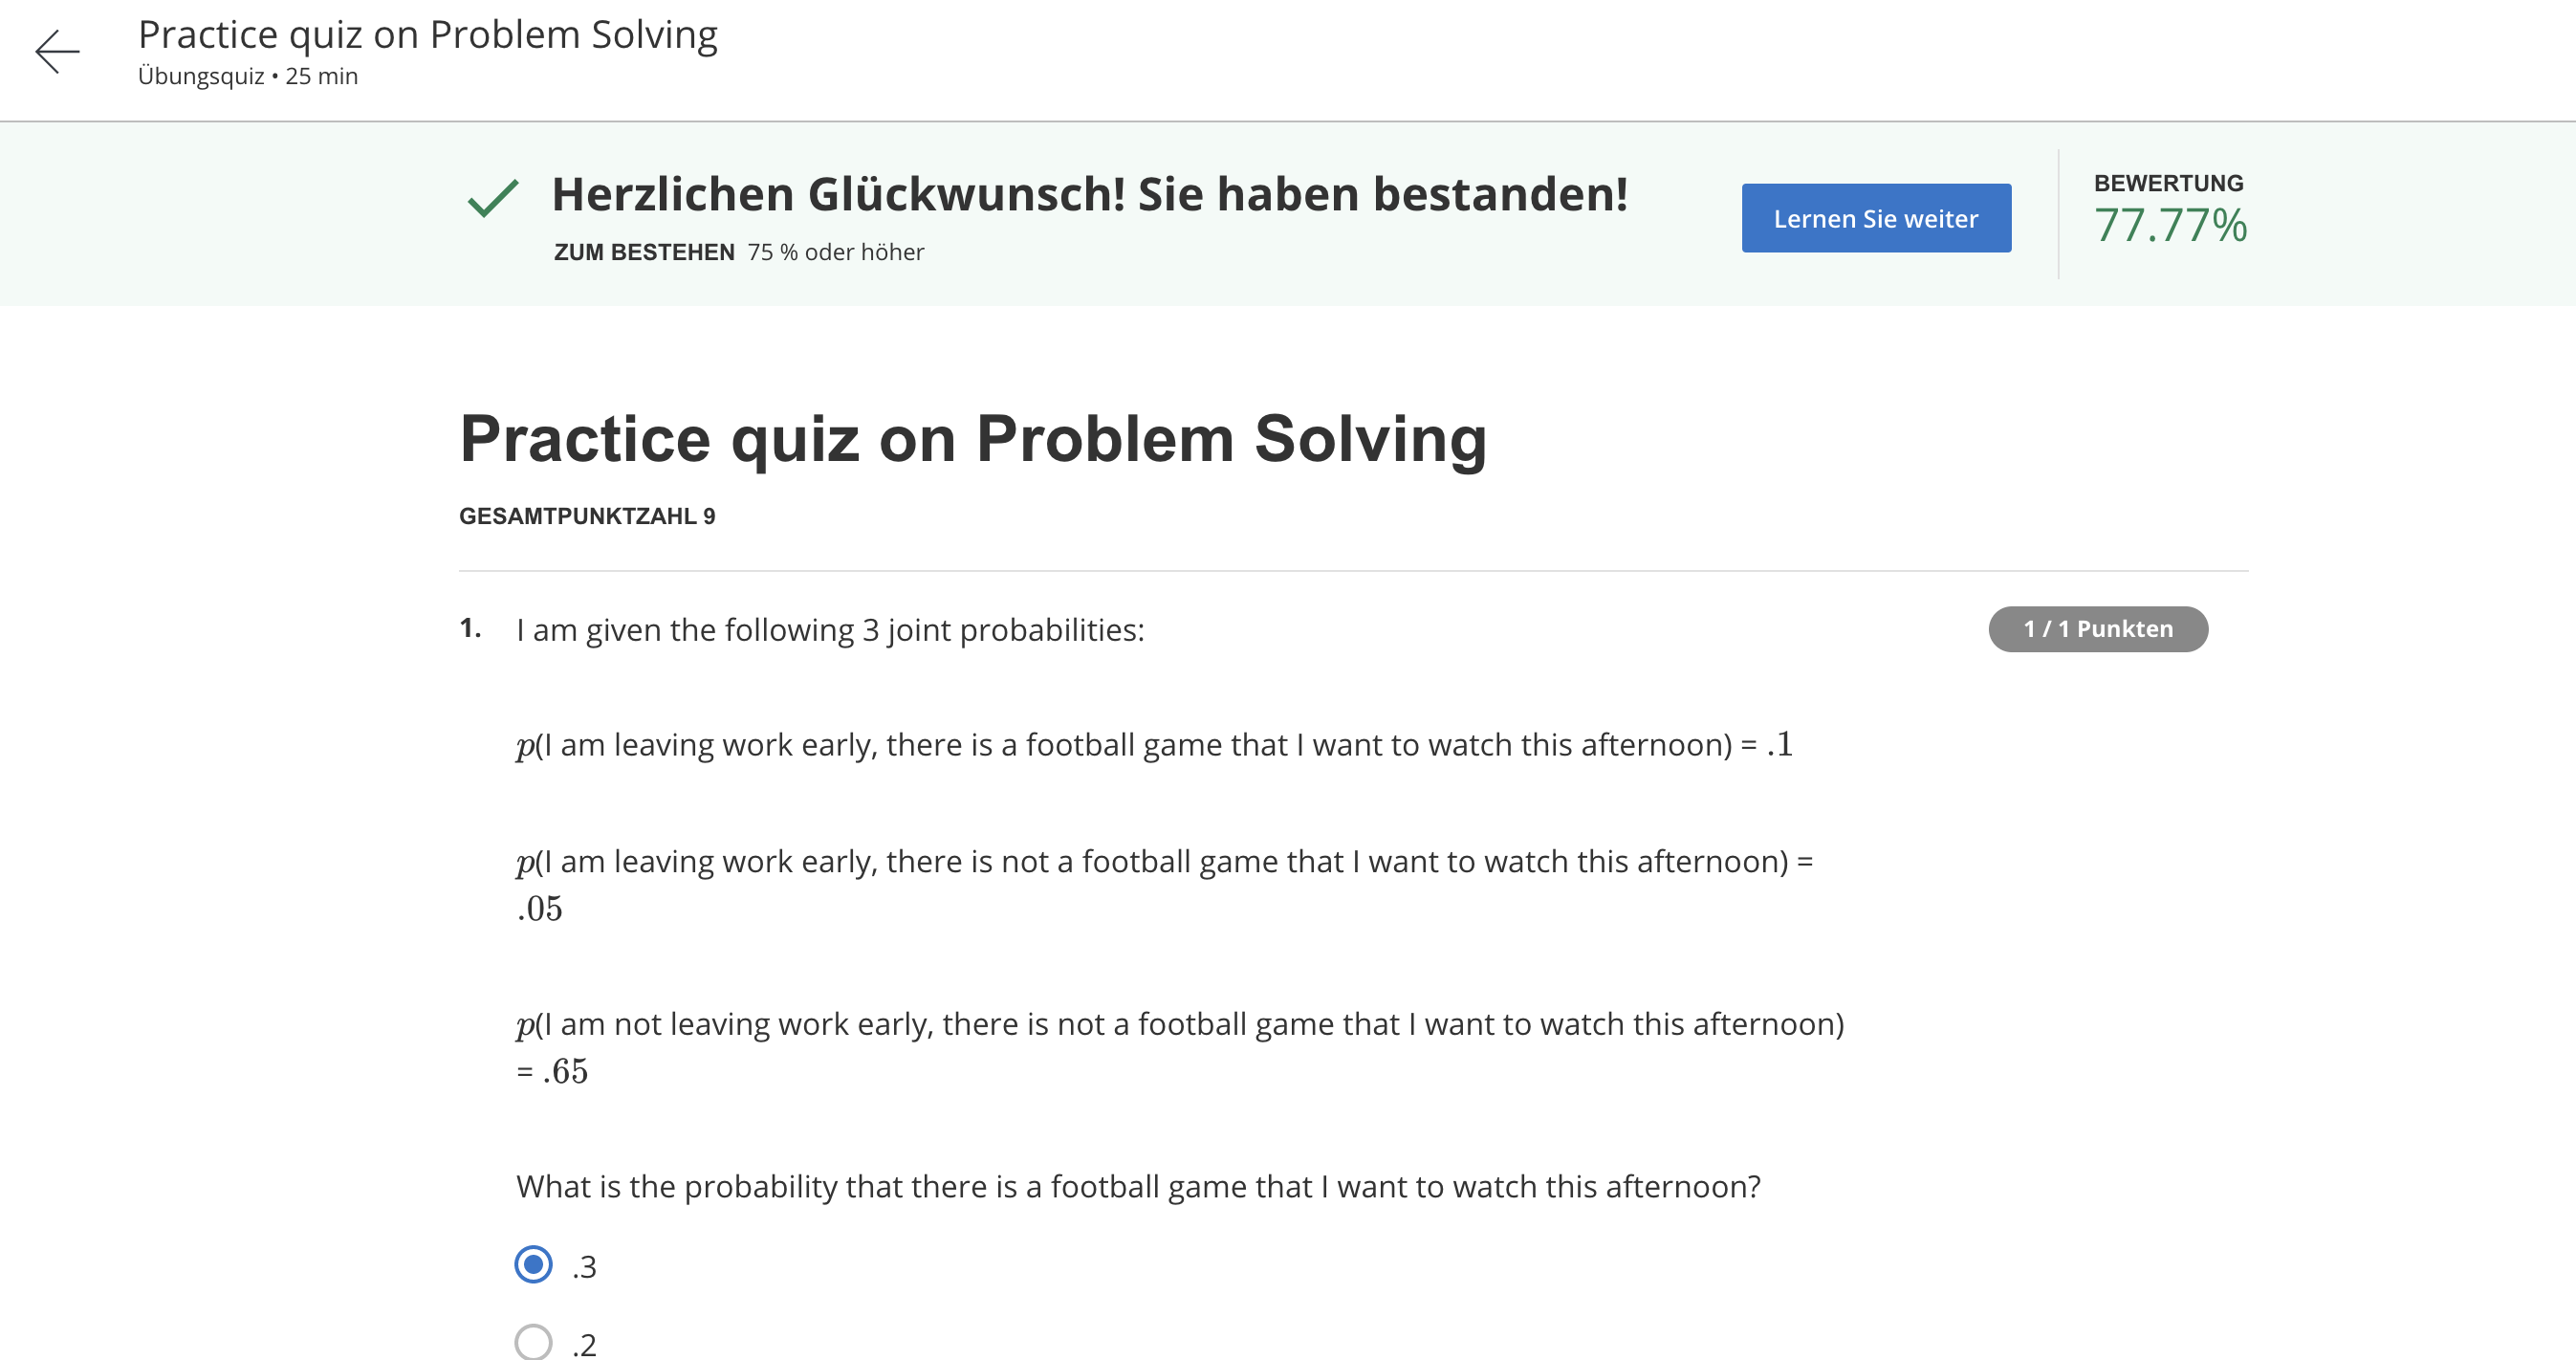 Practice quiz on Problem Solving
Übungsquiz • 25 min
Herzlichen Glückwunsch! Sie haben bestanden!
ZUM BESTEHEN 75 % oder höher
Lernen Sie weiter
BEWERTUNG
77.77%
Practice quiz on Problem Solving
GESAMTPUNKTZAHL 9
1. I am given the following 3 joint probabilities:
1 / 1 Punkten
p(I am leaving work early, there is a football game that I want to watch this afternoon) = .1
p(I am leaving work early, there is not a football game that I want to watch this afternoon) =
.05
p(I am not leaving work early, there is not a football game that I want to watch this afternoon)
= .65
What is the probability that there is a football game that I want to watch this afternoon?
.3
.2